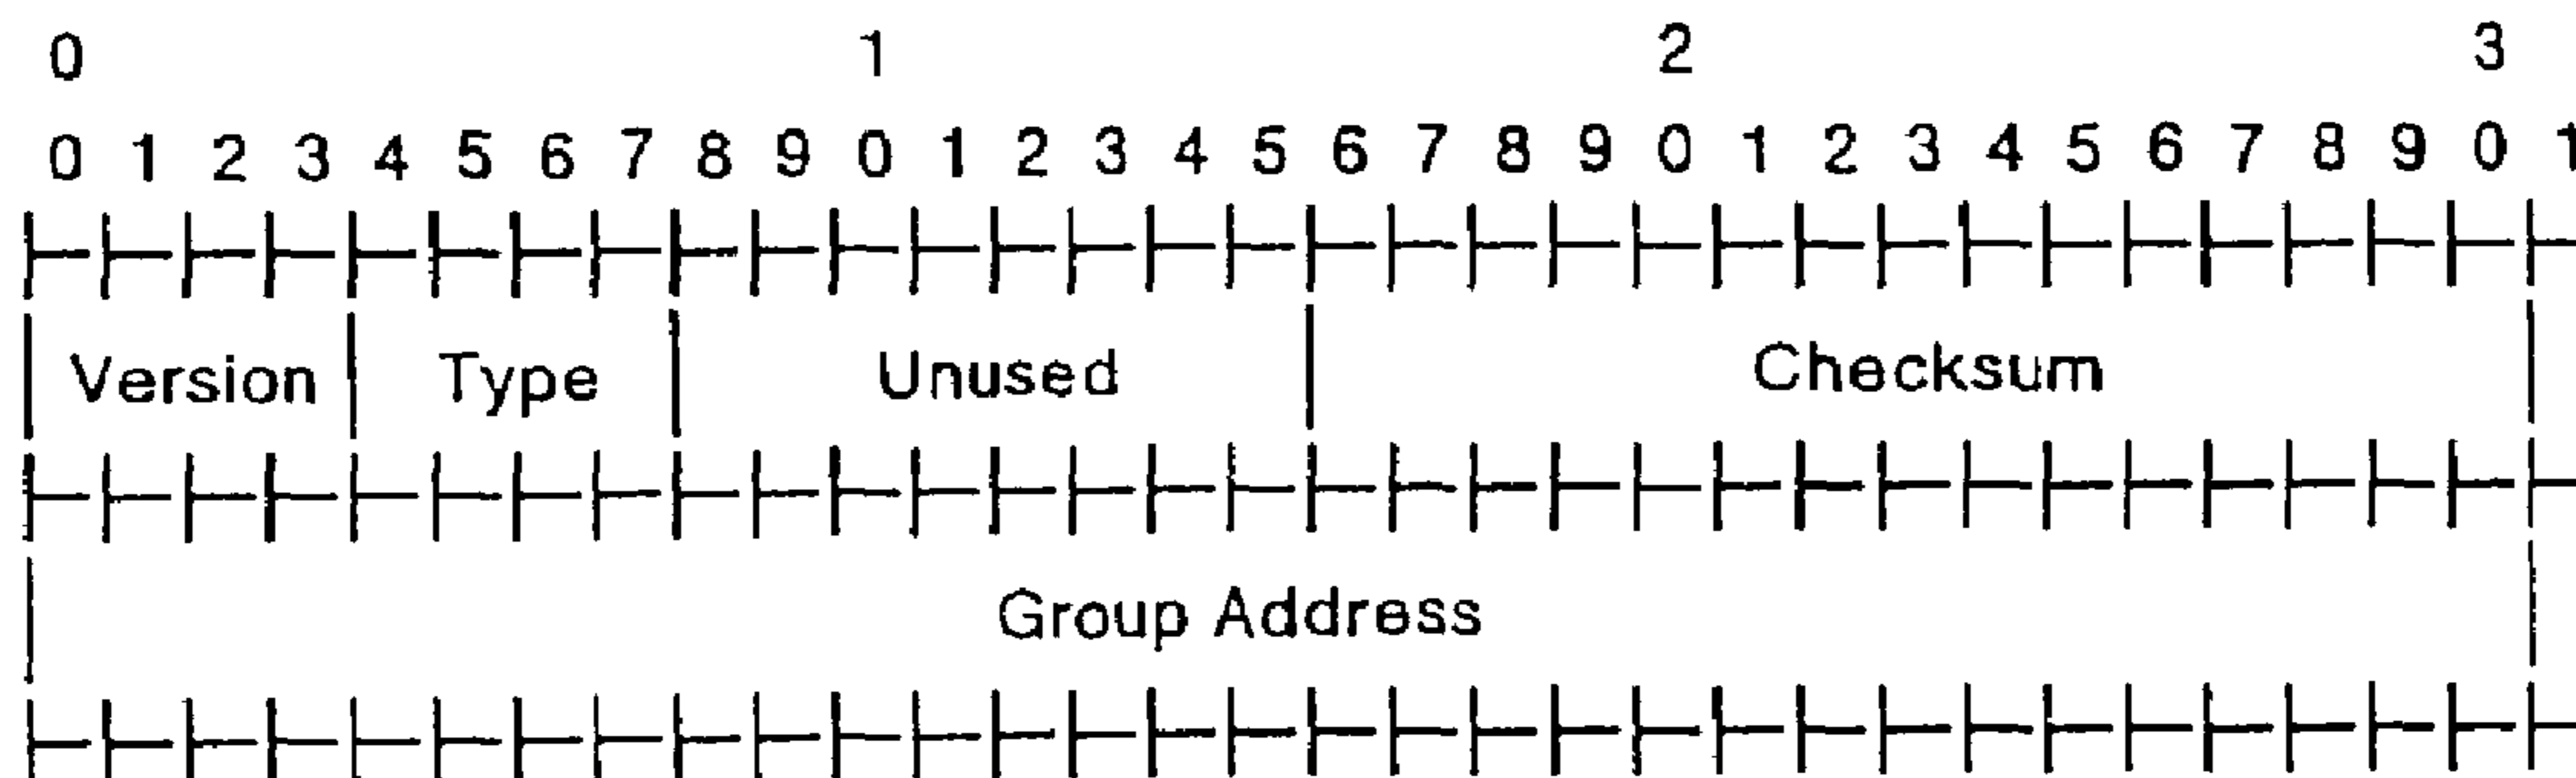 0 1 2 3
0 1 2 3 4 5 6 7 8 9 0 1 2 3 4 5 6 7 8 9 0 1 2 3 4 5 6 7 8 9 0 1
Version Type Unused Checksum
Group Address